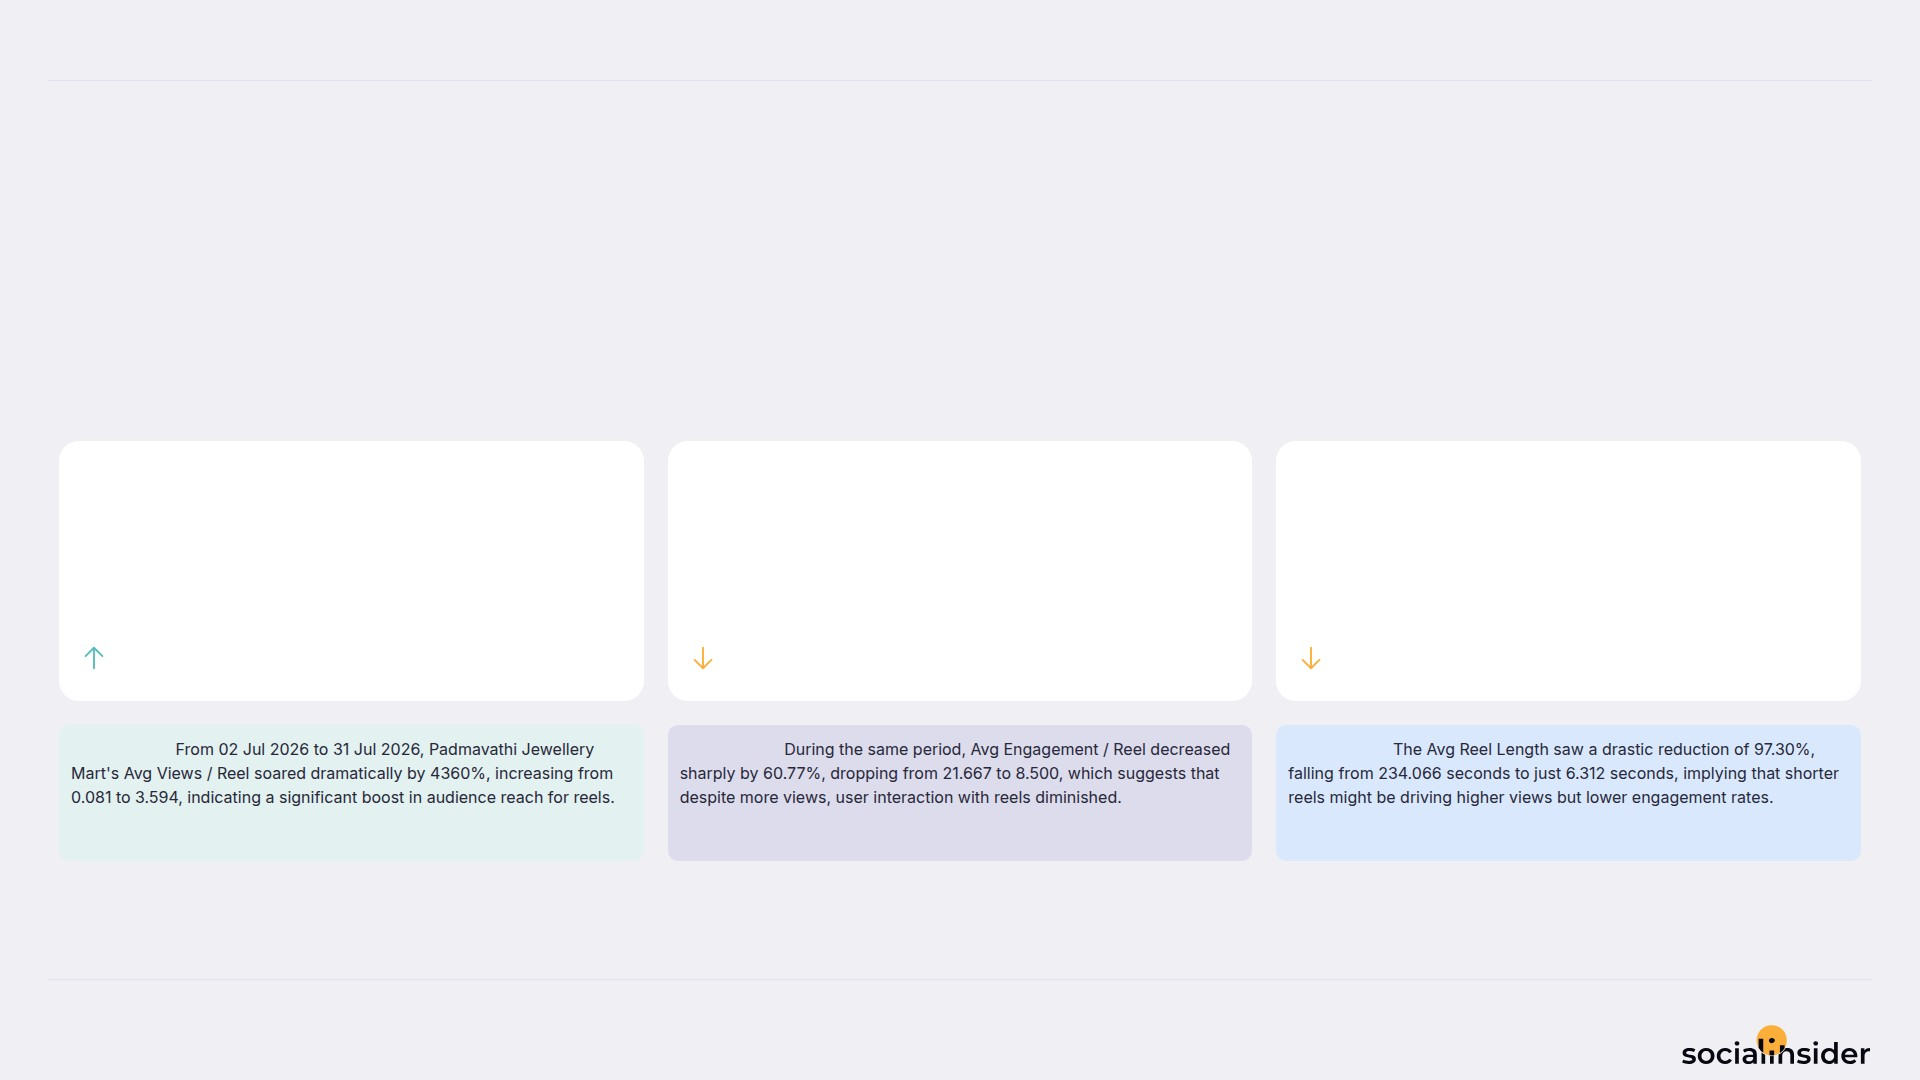 From 02 Jul 2026 to 31 Jul 2026, Padmavathi Jewellery
Mart's Avg Views / Reel soared dramatically by 4360%, increasing from
0.081 to 3.594, indicating a significant boost in audience reach for reels.
During the same period, Avg Engagement / Reel decreased
sharply by 60.77%, dropping from 21.667 to 8.500, which suggests that
despite more views, user interaction with reels diminished.
The Avg Reel Length saw a drastic reduction of 97.30%,
falling from 234.066 seconds to just 6.312 seconds, implying that shorter
reels might be driving higher views but lower engagement rates.
socialinsider